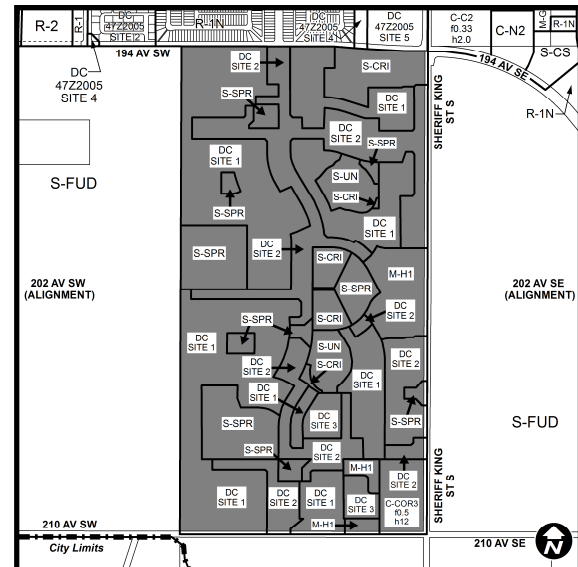 R-2
R-1
DC
47Z2005
SITE 2
R-1N
DC
47Z2005
SITE 4
DC
47Z2005
SITE 5
C-C2
f0.33
h2.0
C-N2
M-G
R-1N
S-CS
194 AV SW
194 AV SE
DC
47Z2005
SITE 4
R-1N
DC
SITE 2
S-CRI
SHERIFF KING
ST S
S-SPR
DC
SITE 1
DC
SITE 2
S-SPR
DC
SITE 1
S-UN
S-CRI
S-FUD
S-SPR
DC
SITE 1
S-SPR
DC
SITE 2
S-CRI
M-H1
S-SPR
202 AV SW
(ALIGNMENT)
202 AV SE
(ALIGNMENT)
S-SPR
S-CRI
DC
SITE 2
DC
SITE 1
S-UN
DC
SITE 2
DC
SITE 2
S-CRI
DC
SITE 1
DC
SITE 1
S-SPR
DC
SITE 3
S-SPR
S-FUD
S-SPR
DC
SITE 2
M-H1
DC
SITE 2
SHERIFF KING
ST S
DC
SITE 1
DC
SITE 2
DC
SITE 1
DC
SITE 3
C-COR3
f0.5
h12
M-H1
210 AV SW
City Limits
210 AV SE
N